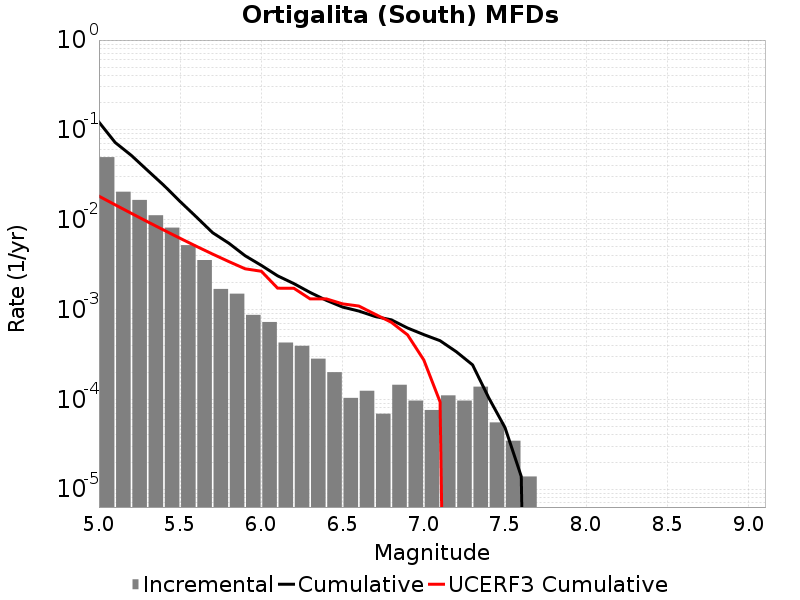 Ortigalita (South) MFDs
10^0
10^-1
10^-2
10^-3
10^-4
10^-5
Rate (1/yr)
5.0 5.5 6.0 6.5 7.0 7.5 8.0 8.5 9.0
Magnitude
Incremental Cumulative UCERF3 Cumulative